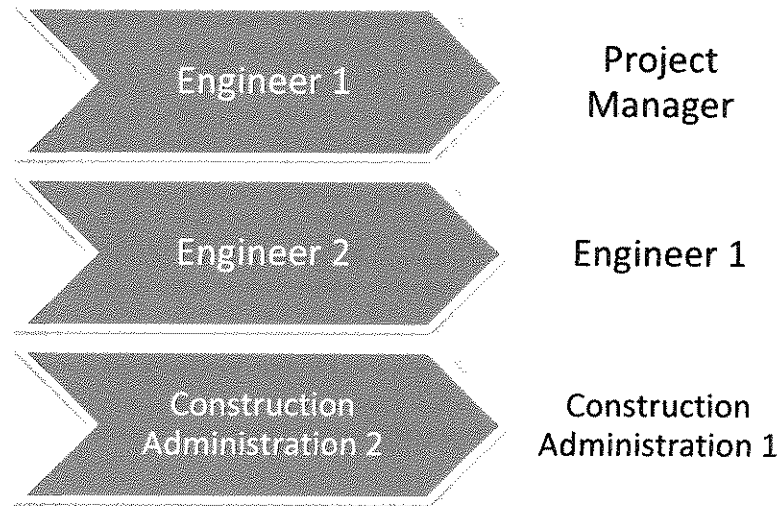 Engineer 1
Project
Manager
Engineer 2
Engineer 1
Construction
Administration 2
Construction
Administration 1